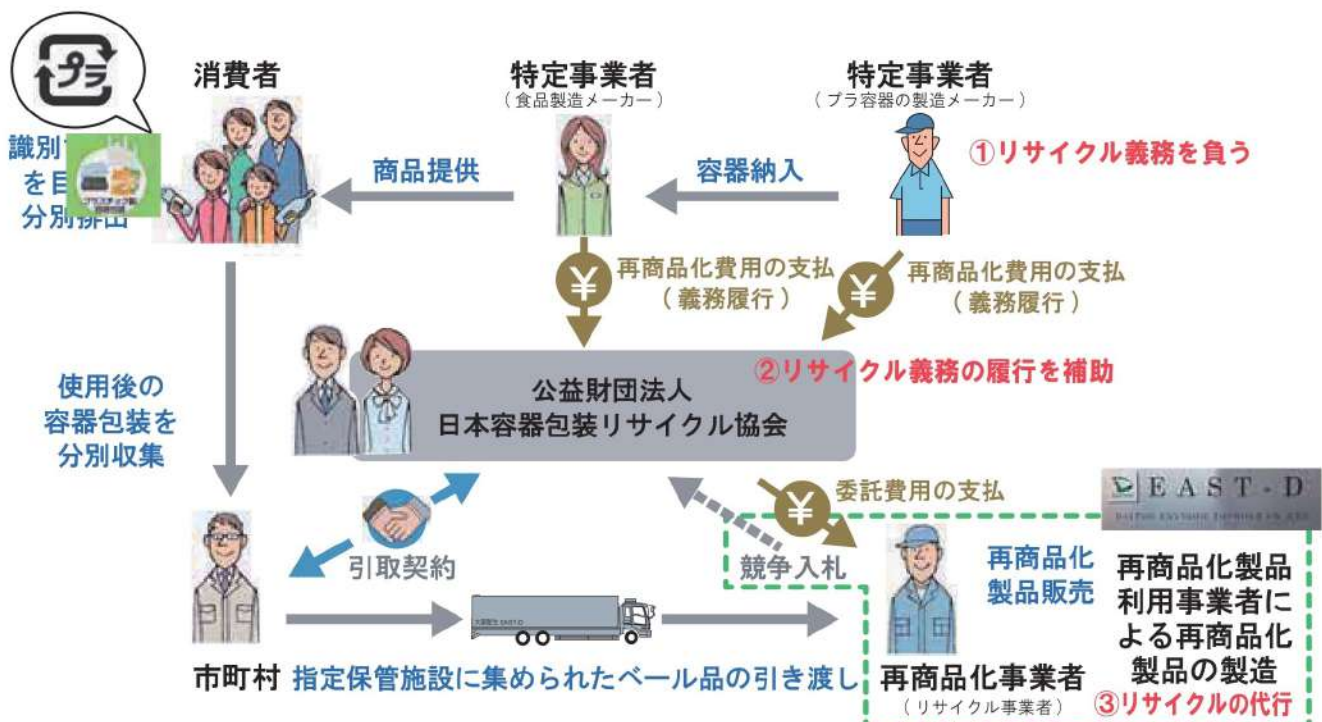 プラ
消費者
特定事業者
（食品製造メーカー）
特定事業者
（プラ容器の製造メーカー）
識別
を目
分別排出
プラスチック製
容器包装
商品提供
容器納入
①リサイクル義務を負う
¥
再商品化費用の支払
（義務履行）
¥
再商品化費用の支払
（義務履行）
②リサイクル義務の履行を補助
公益財団法人
日本容器包装リサイクル協会
使用後の
容器包装を
分別収集
引取契約
競争入札
¥
委託費用の支払
EAST-D
再商品化
製品販売
再商品化製品
利用事業者に
よる再商品化
製品の製造
③リサイクルの代行
市町村
指定保管施設に集められたベール品の引き渡し
再商品化事業者
（リサイクル事業者）